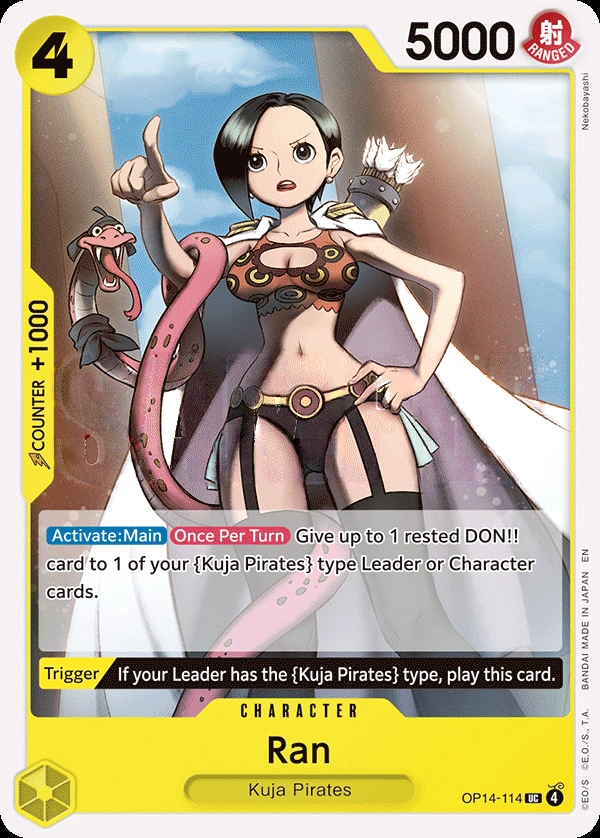 4
5000
射
RANGED
Nekobayashi
COUNTER +1000
SAMPLE
Activate:Main Once Per Turn Give up to 1 rested DON!!
card to 1 of your {Kuja Pirates} type Leader or Character
cards.
Trigger If your Leader has the {Kuja Pirates} type, play this card.
CHARACTER
Ran
Kuja Pirates
OP14-114 UC 4
©EO/S ©E.O./S., T.A. BANDAI MADE IN JAPAN EN